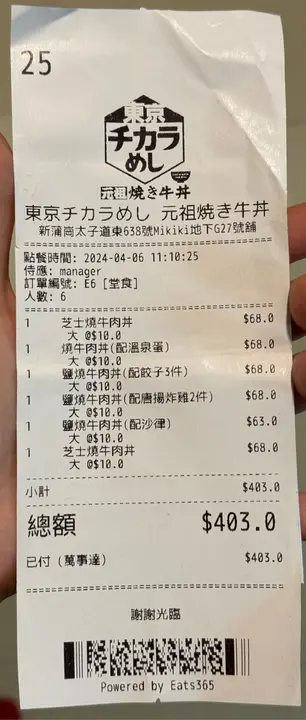 25
東京
チカラ
めし
元祖焼き牛丼
東京チカラめし 元祖焼き牛丼
新蒲崗太子道東638號Mikiki地下G27號舖
點餐時間: 2024-04-06 11:10:25
侍應: manager
訂單編號: E6 [堂食]
人數: 6
1 芝士燒牛肉丼 $68.0
大 @$10.0
1 燒牛肉丼(配溫泉蛋) $68.0
大 @$10.0
1 鹽燒牛肉丼(配餃子3件) $68.0
大 @$10.0
1 鹽燒牛肉丼(配唐揚炸雞2件) $68.0
大 @$10.0
1 鹽燒牛肉丼(配沙律) $63.0
大 @$10.0
1 芝士燒牛肉丼 $68.0
大 @$10.0
小計 $403.0
總額 $403.0
已付 (萬事達) $403.0
謝謝光臨
Powered by Eats365